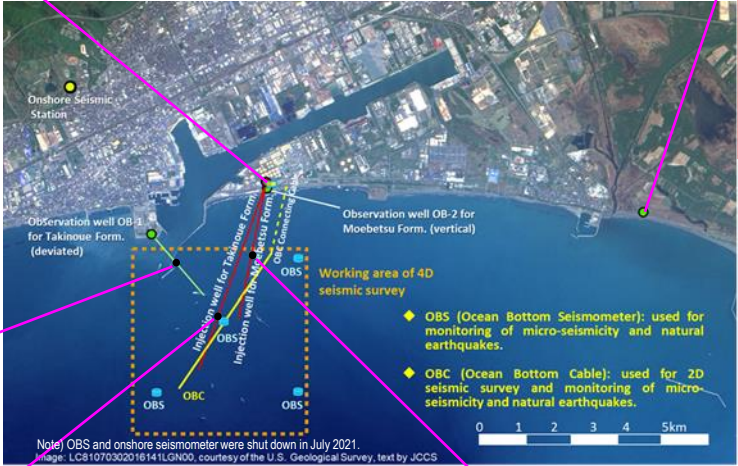 Onshore Seismic
Station
Observation well OB-1
for Takinoue Form.
(deviated)
Injection well for Takinoue Form.
Injection well for Moebetsu Form.
OBC Connecting
Observation well OB-2 for
Moebetsu Form. (vertical)
OBS
Working area of 4D
seismic survey
OBS
OBC
OBS
OBS
◆ OBS (Ocean Bottom Seismometer): used for
monitoring of micro-seismicity and natural
earthquakes.
◆ OBC (Ocean Bottom Cable): used for 2D
seismic survey and monitoring of micro-
seismicity and natural earthquakes.
0 1 2 3 4 5km
Note) OBS and onshore seismometer were shut down in July 2021.
Image: LC81070302016141LGN00, courtesy of the U.S. Geological Survey, text by JCCS